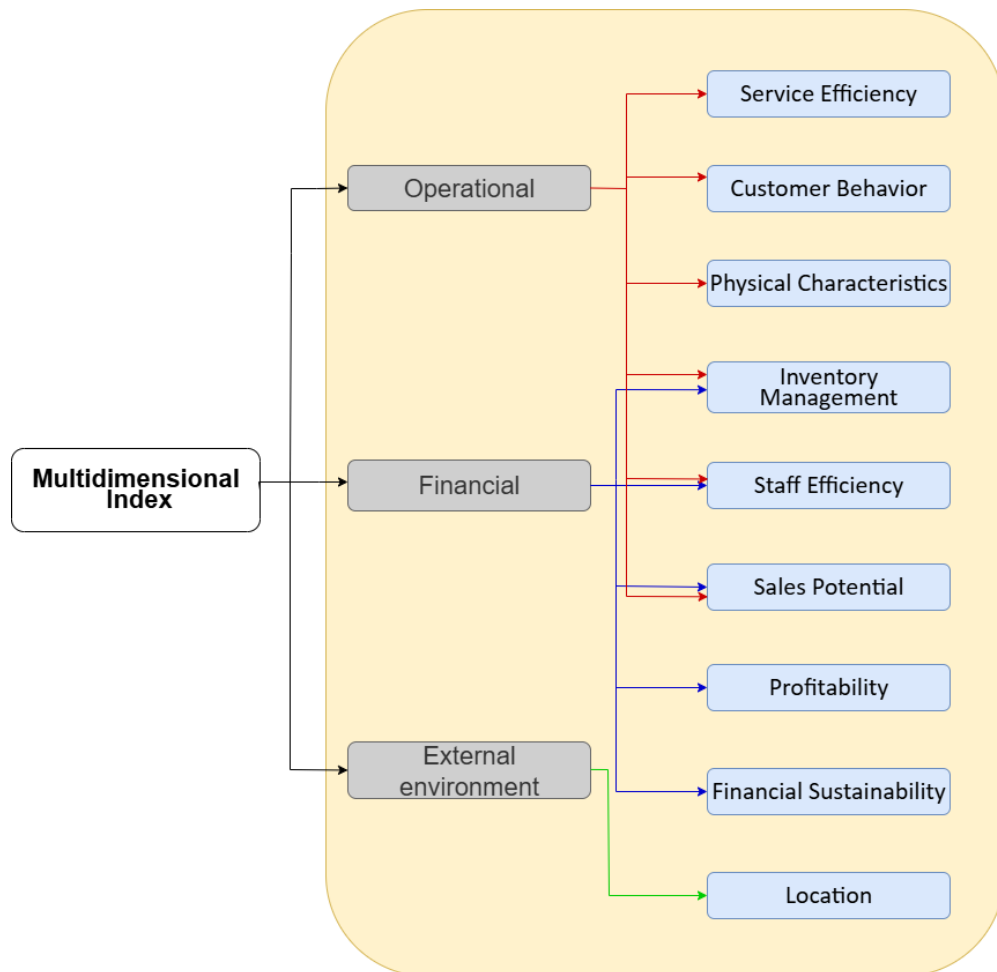 Multidimensional
Index
Operational
Financial
External
environment
Service Efficiency
Customer Behavior
Physical Characteristics
Inventory
Management
Staff Efficiency
Sales Potential
Profitability
Financial Sustainability
Location